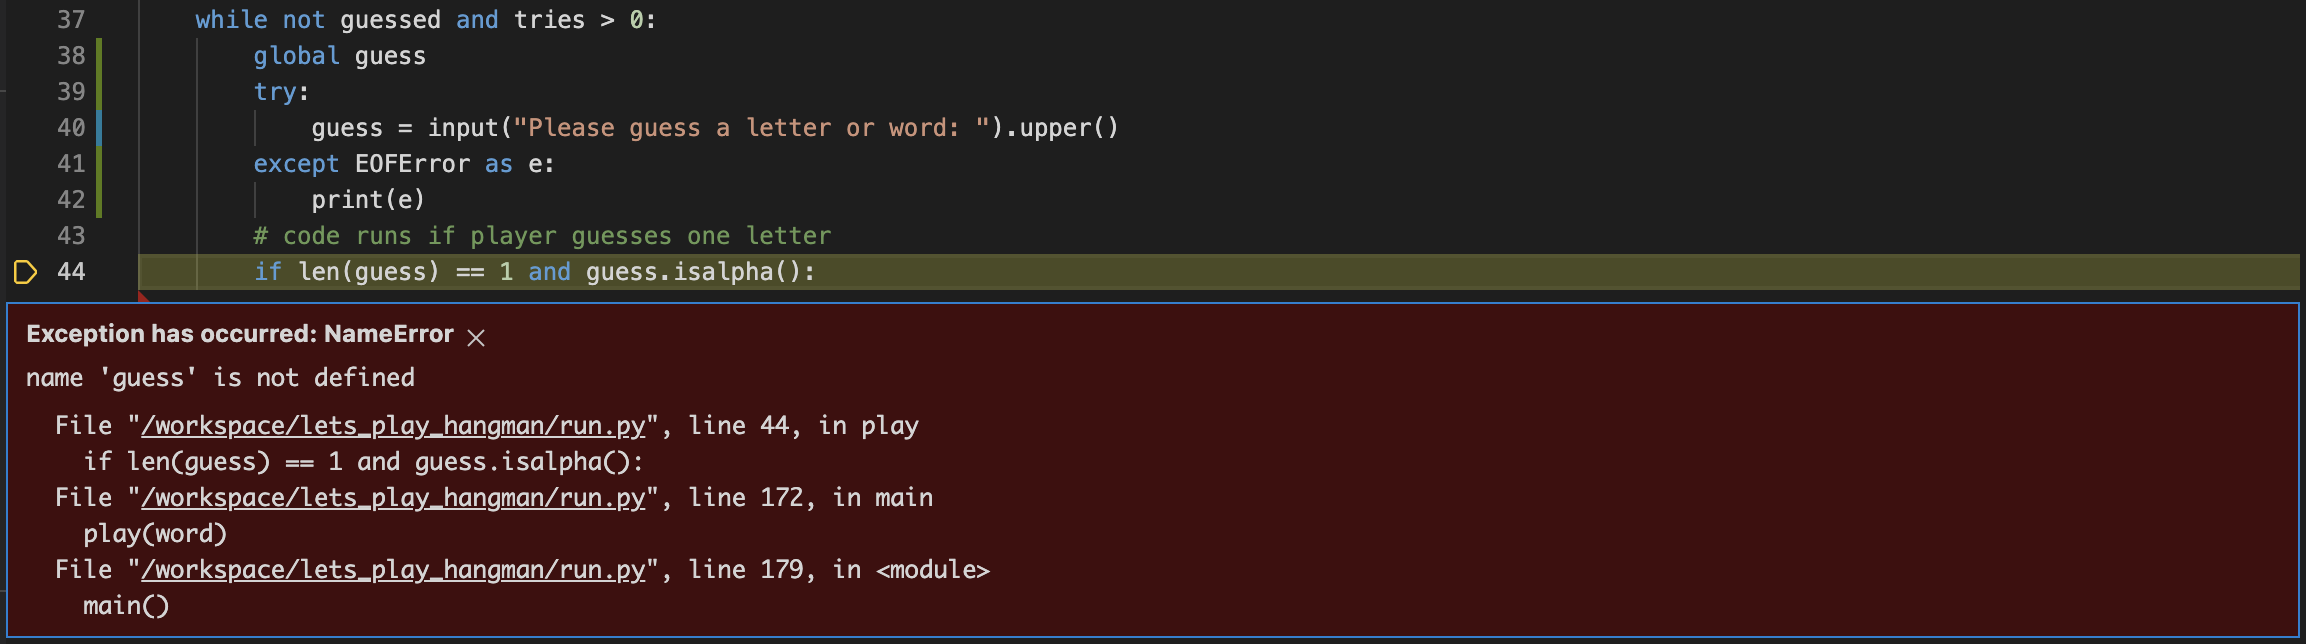 37 while not guessed and tries > 0:
38 global guess
39 try:
40 guess = input("Please guess a letter or word: ").upper()
41 except EOFError as e:
42 print(e)
43 # code runs if player guesses one letter
44 if len(guess) == 1 and guess.isalpha():
Exception has occurred: NameError ×
name 'guess' is not defined
File "/workspace/lets_play_hangman/run.py", line 44, in play
if len(guess) == 1 and guess.isalpha():
File "/workspace/lets_play_hangman/run.py", line 172, in main
play(word)
File "/workspace/lets_play_hangman/run.py", line 179, in <module>
main()